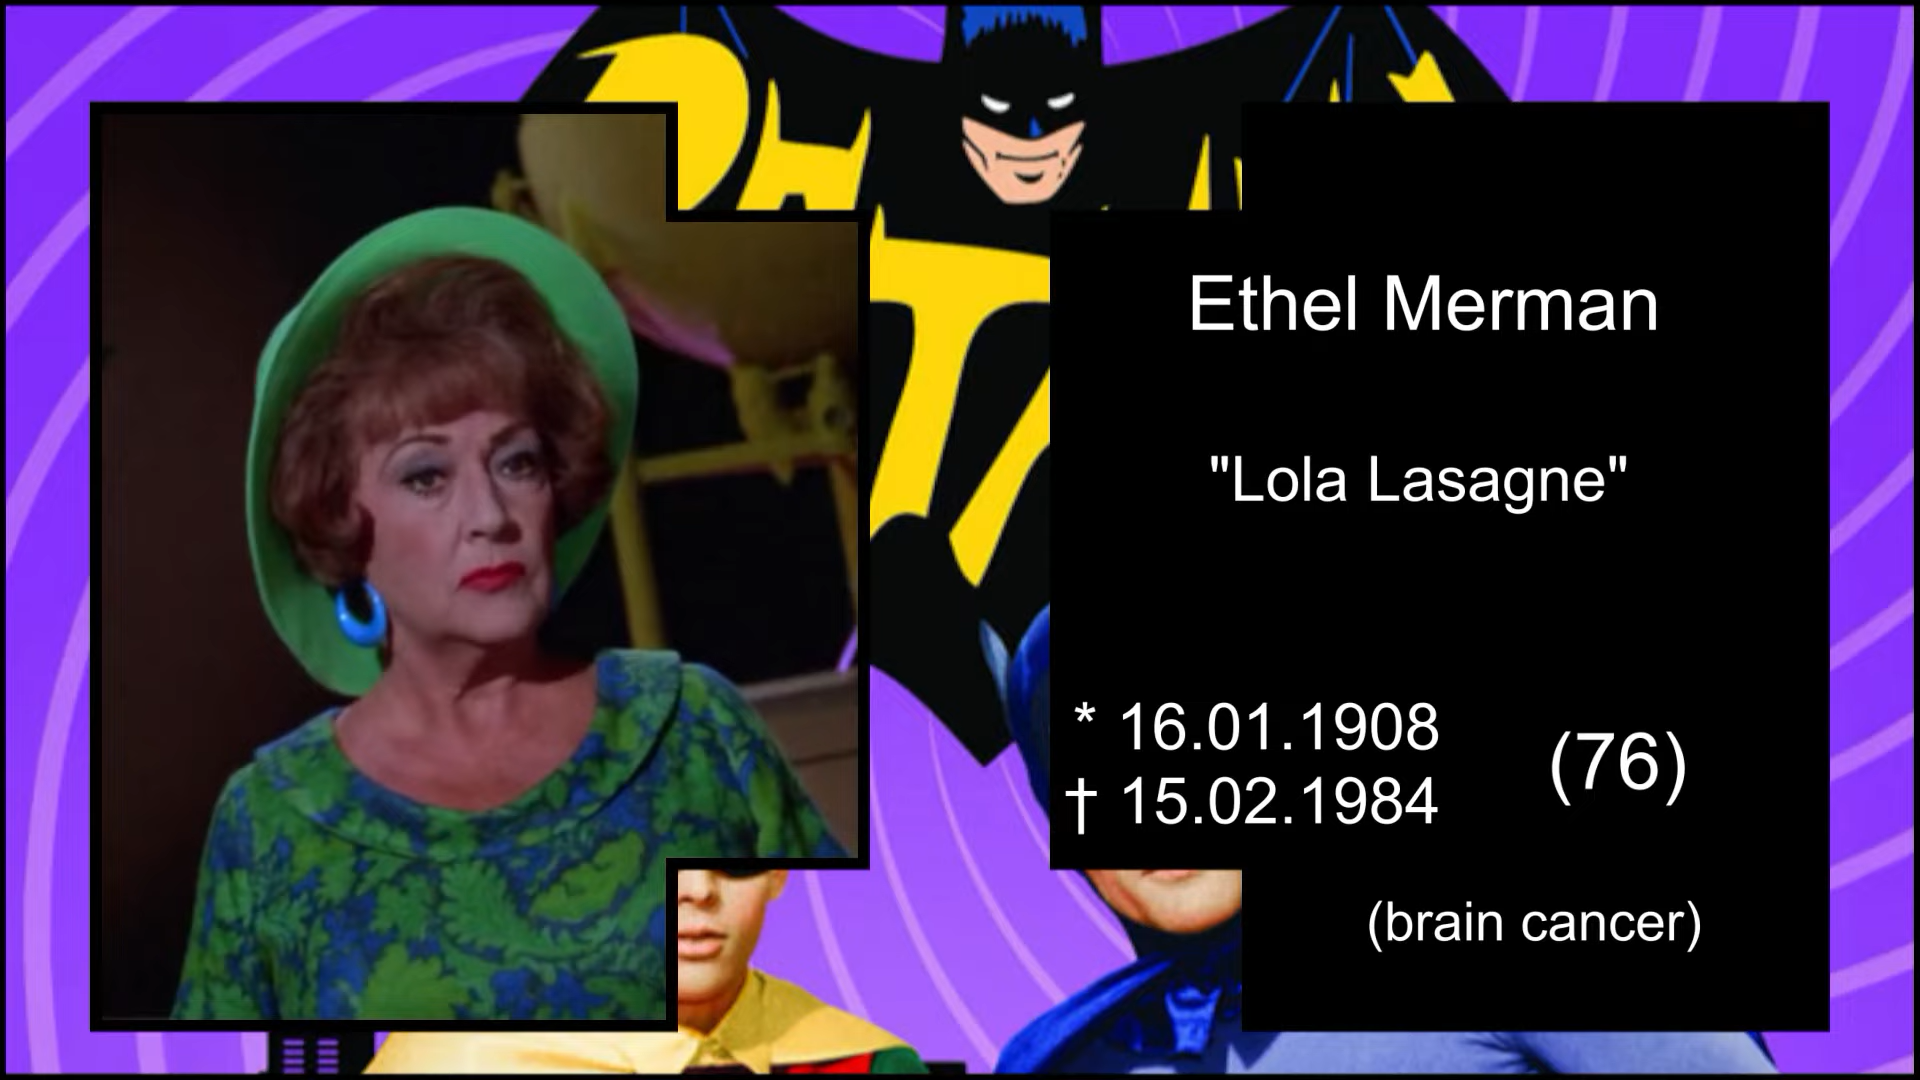 Ethel Merman
"Lola Lasagne"
* 16.01.1908
† 15.02.1984
(76)
(brain cancer)